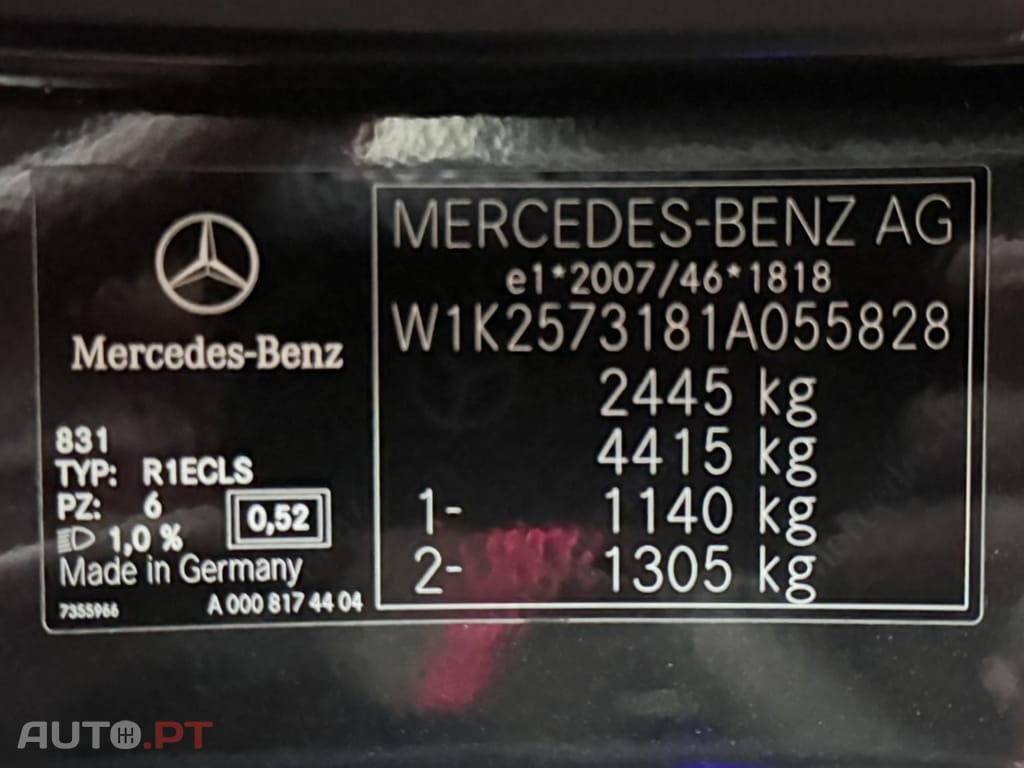 Mercedes-Benz
831
TYP: R1ECLS
PZ: 6
0,52
1,0 %
Made in Germany
7355966
A 000 817 44 04
MERCEDES-BENZ AG
e1*2007/46*1818
W1K2573181A055828
2445 kg
4415 kg
1- 1140 kg
2- 1305 kg
AUTO.PT